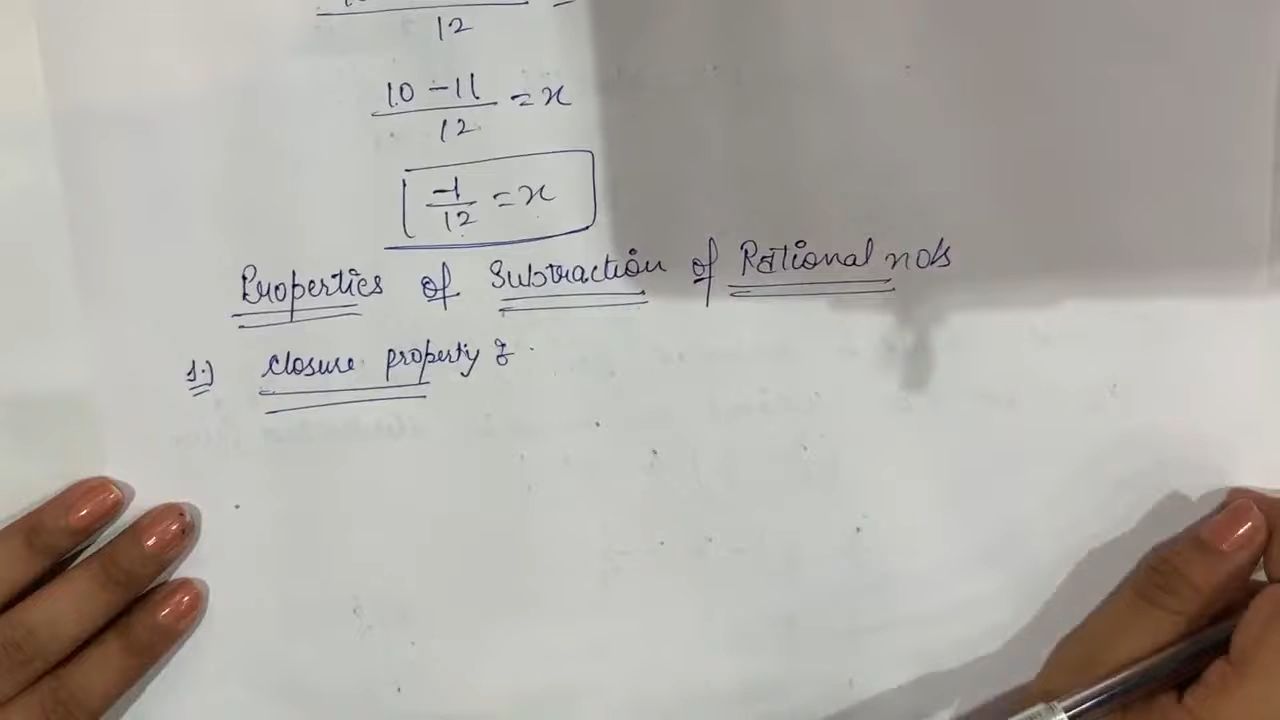 12
10 - 11 / 12 = x
-1 / 12 = x
Properties of Subtraction of Rational nos
1.) Closure property :